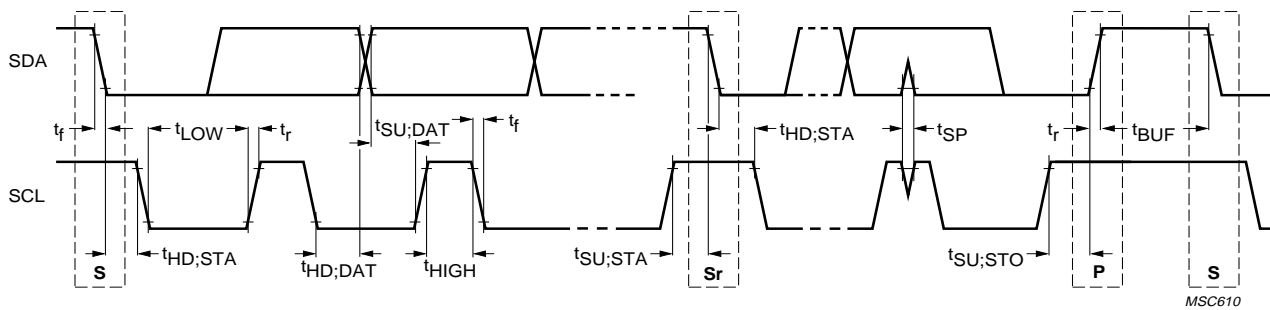 SDA
t_f
t_LOW
t_r
t_SU;DAT
t_f
t_HD;STA
t_SP
t_r
t_BUF
SCL
t_HD;STA
t_HD;DAT
t_HIGH
t_SU;STA
t_SU;STO
S
Sr
P
S
MSC610